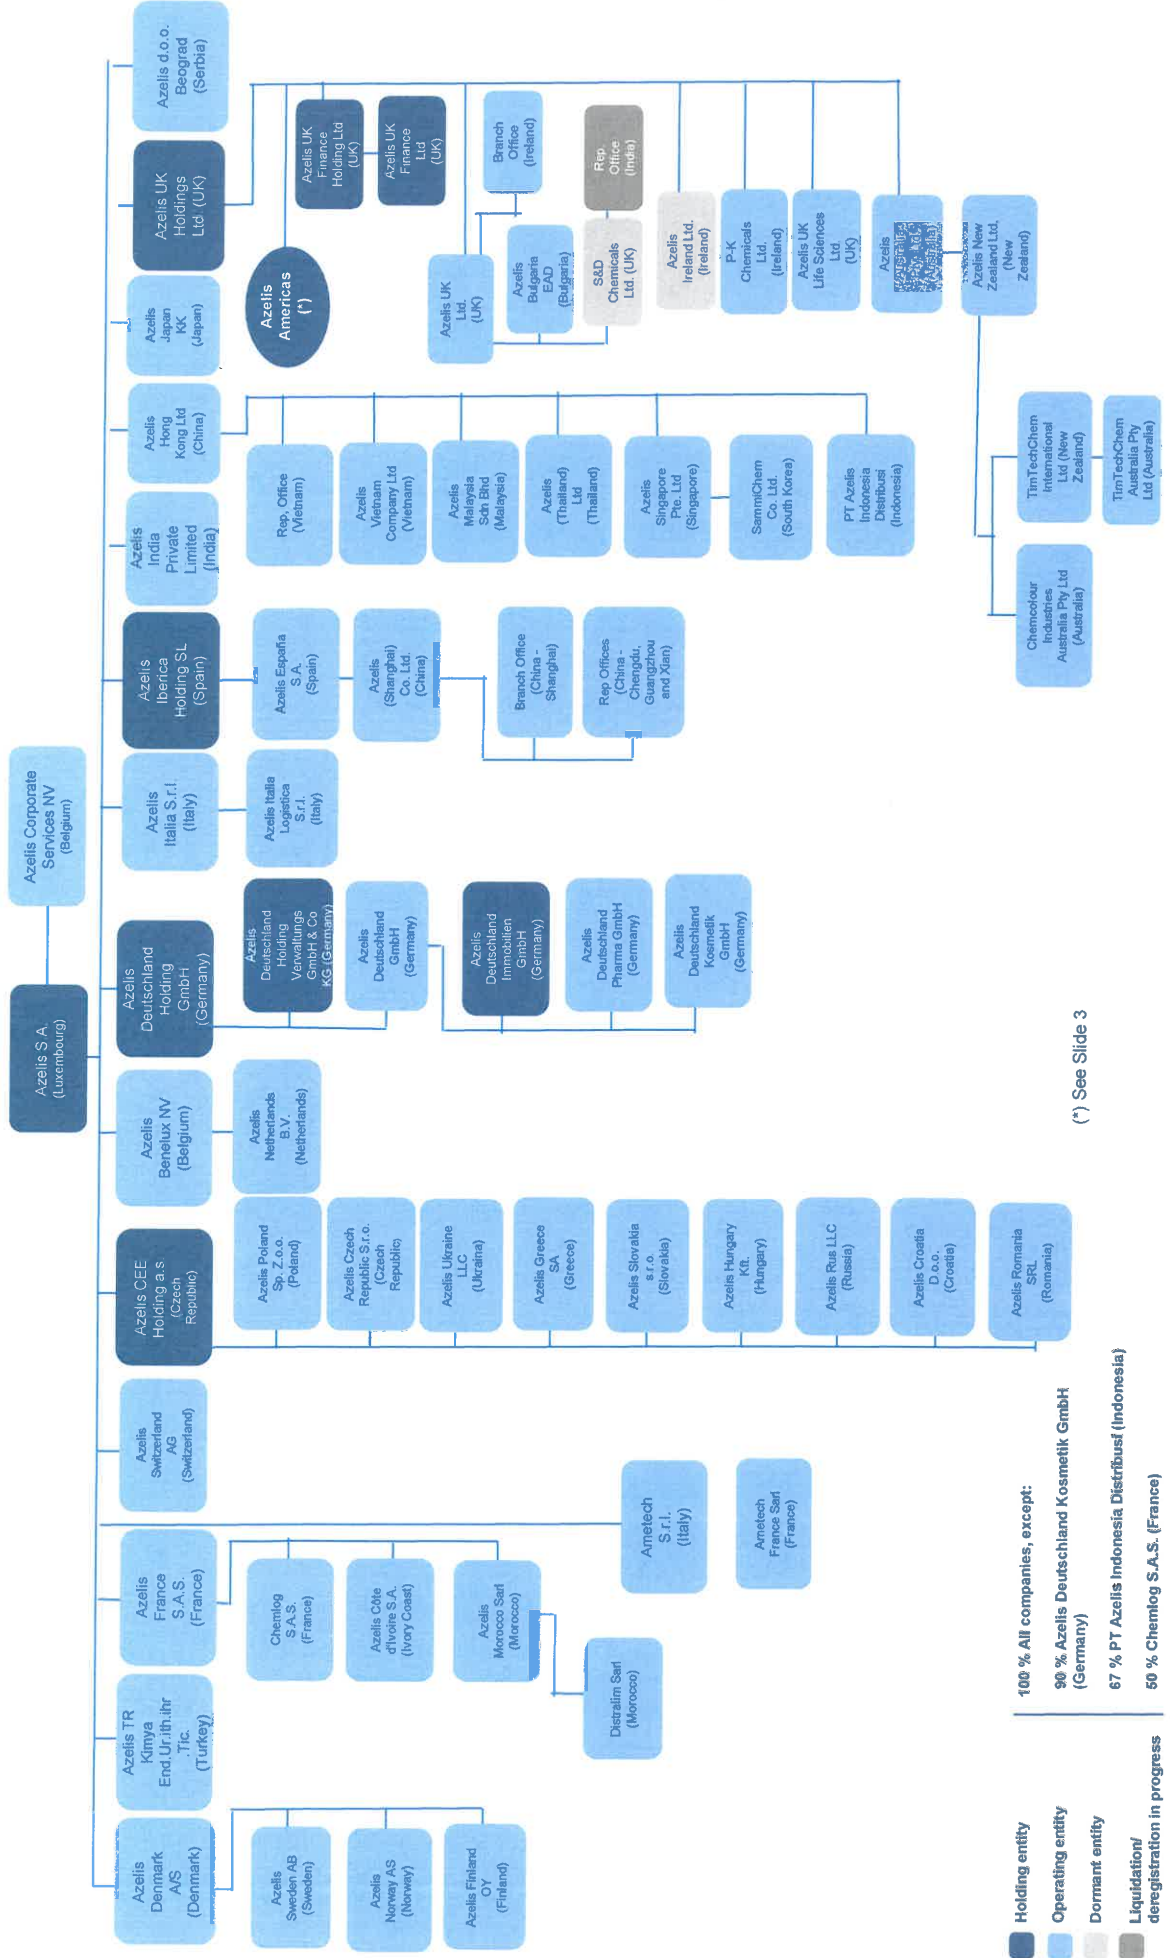 Azelis S.A.
(Luxembourg)
Azelis Corporate
Services NV
(Belgium)
Azelis
Denmark
A/S
(Denmark)
Azelis
Sweden AB
(Sweden)
Azelis
Norway AS
(Norway)
Azelis Finland
OY
(Finland)
Azelis TR
Kimya
End.Ur.ith.ihr
.Tic.
(Turkey)
Azelis
France
S.A.S.
(France)
Chemlog
S.A.S.
(France)
Azelis Côte
d'Ivoire S.A.
(Ivory Coast)
Azelis
Morocco Sarl
(Morocco)
Distralim Sarl
(Morocco)
Ametech
S.r.l.
(Italy)
Ametech
France Sarl
(France)
Azelis
Switzerland
AG
(Switzerland)
Azelis CEE
Holding a.s
(Czech
Republic)
Azelis Poland
Sp. Z.o.o.
(Poland)
Azelis Czech
Republic S.r.o.
(Czech
Republic)
Azelis Ukraine
LLC
(Ukraina)
Azelis Greece
SA
(Greece)
Azelis Slovakia
s.r.o.
(Slovakia)
Azelis Hungary
Kft.
(Hungary)
Azelis Rus LLC
(Russia)
Azelis Croatia
D.o.o.
(Croatia)
Azelis Romania
SRL
(Romania)
Azelis
Benelux NV
(Belgium)
Azelis
Netherlands
B.V.
(Netherlands)
Azelis
Deutschland
Holding
GmbH
(Germany)
Azelis
Deutschland
Holding
Verwaltungs
GmbH & Co
KG (Germany)
Azelis
Deutschland
GmbH
(Germany)
Azelis
Deutschland
Immobilien
GmbH
(Germany)
Azelis
Deutschland
Pharma GmbH
(Germany)
Azelis
Deutschland
Kosmetik
GmbH
(Germany)
Azelis
Italia S.r.l.
(Italy)
Azelis Italia
Logistica
S.r.l.
(Italy)
Azelis
Iberica
Holding SL
(Spain)
Azelis España
S.A.
(Spain)
Azelis
(Shanghai)
Co. Ltd.
(China)
Branch Office
(China -
Shanghai)
Rep Offices
(China -
Chengdu,
Guangzhou
and Xian)
Azelis
India
Private
Limited
(India)
Azelis
Hong
Kong Ltd
(China)
Rep, Office
(Vietnam)
Azelis
Vietnam
Company Ltd
(Vietnam)
Azelis
Malaysia
Sdn Bhd
(Malaysia)
Azelis
(Thailand)
Ltd
(Thailand)
Azelis
Singapore
Pte. Ltd
(Singapore)
SammiChem
Co. Ltd.
(South Korea)
PT Azelis
Indonesia
Distribusi
(Indonesia)
Azelis
Japan
KK
(Japan)
Azelis UK
Holdings
Ltd. (UK)
Azelis
Americas
(*)
Azelis UK
Finance
Holding Ltd
(UK)
Azelis UK
Finance
Ltd
(UK)
Azelis UK
Ltd.
(UK)
Branch
Office
(Ireland)
Azelis
Bulgaria
EAD
(Bulgaria)
S&D
Chemicals
Ltd. (UK)
Rep.
Office
(India)
Azelis
Ireland Ltd.
(Ireland)
P-K
Chemicals
Ltd.
(Ireland)
Azelis UK
Life Sciences
Ltd.
(UK)
Azelis
Azelis New
Zealand Ltd,
(New
Zealand)
Chemcolour
Industries
Australia Pty Ltd
(Australia)
TimTechChem
International
Ltd (New
Zealand)
TimTechChem
Australia Pty
Ltd (Australia)
Azelis d.o.o.
Beograd
(Serbia)
Holding entity
Operating entity
Dormant entity
Liquidation/
deregistration in progress
100 % All companies, except:
90 % Azelis Deutschland Kosmetik GmbH
(Germany)
67 % PT Azelis Indonesia Distribusi (Indonesia)
50 % Chemlog S.A.S. (France)
(*) See Slide 3